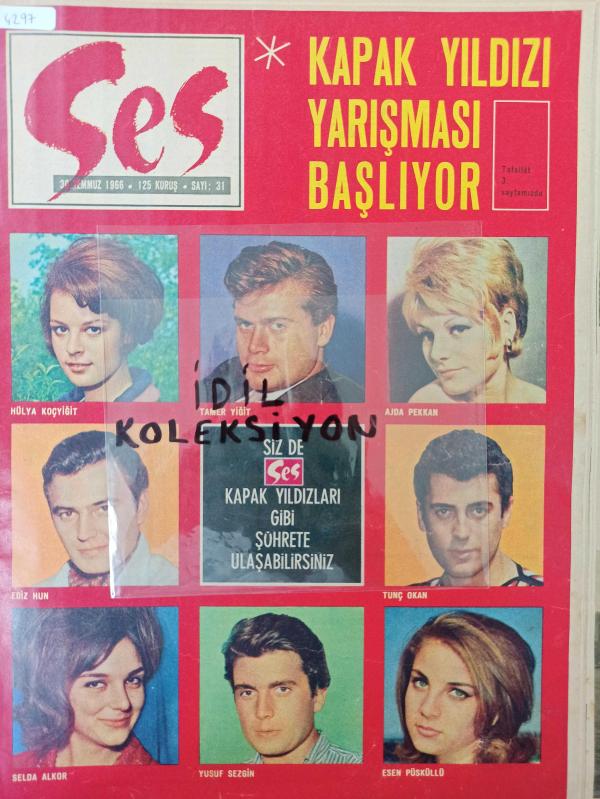 4297
Ses
30 TEMMUZ 1966 • 125 KURUŞ • SAYI: 31
* KAPAK YILDIZI
YARIŞMASI
BAŞLIYOR
Tafsilât
3.
sayfamızda
HÜLYA KOÇYİĞİT
TAMER YİĞİT
AJDA PEKKAN
İDİL
KOLEKSİYON
SİZ DE
Ses
KAPAK YILDIZLARI
GİBİ
ŞÖHRETE
ULAŞABİLİRSİNİZ
EDİZ HUN
TUNÇ OKAN
SELDA ALKOR
YUSUF SEZGİN
ESEN PÜSKÜLLÜ